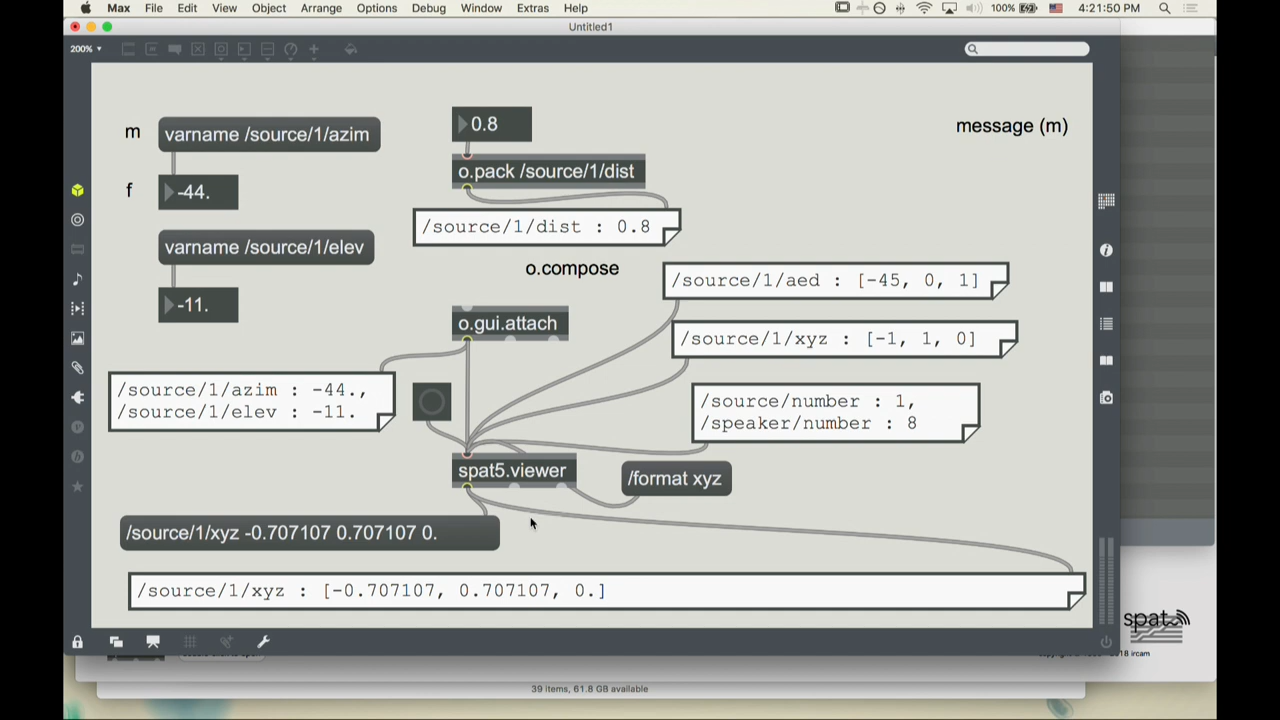 Max File Edit View Object Arrange Options Debug Window Extras Help 100% 4:21:50 PM
Untitled1
200%
m
varname /source/1/azim
0.8
message (m)
o.pack /source/1/dist
f
-44.
/source/1/dist : 0.8
varname /source/1/elev
o.compose
/source/1/aed : [-45, 0, 1]
-11.
o.gui.attach
/source/1/xyz : [-1, 1, 0]
/source/1/azim : -44.,
/source/1/elev : -11.
/source/number : 1,
/speaker/number : 8
spat5.viewer
/format xyz
/source/1/xyz -0.707107 0.707107 0.
/source/1/xyz : [-0.707107, 0.707107, 0.]
spat
ircam
39 items, 61.8 GB available